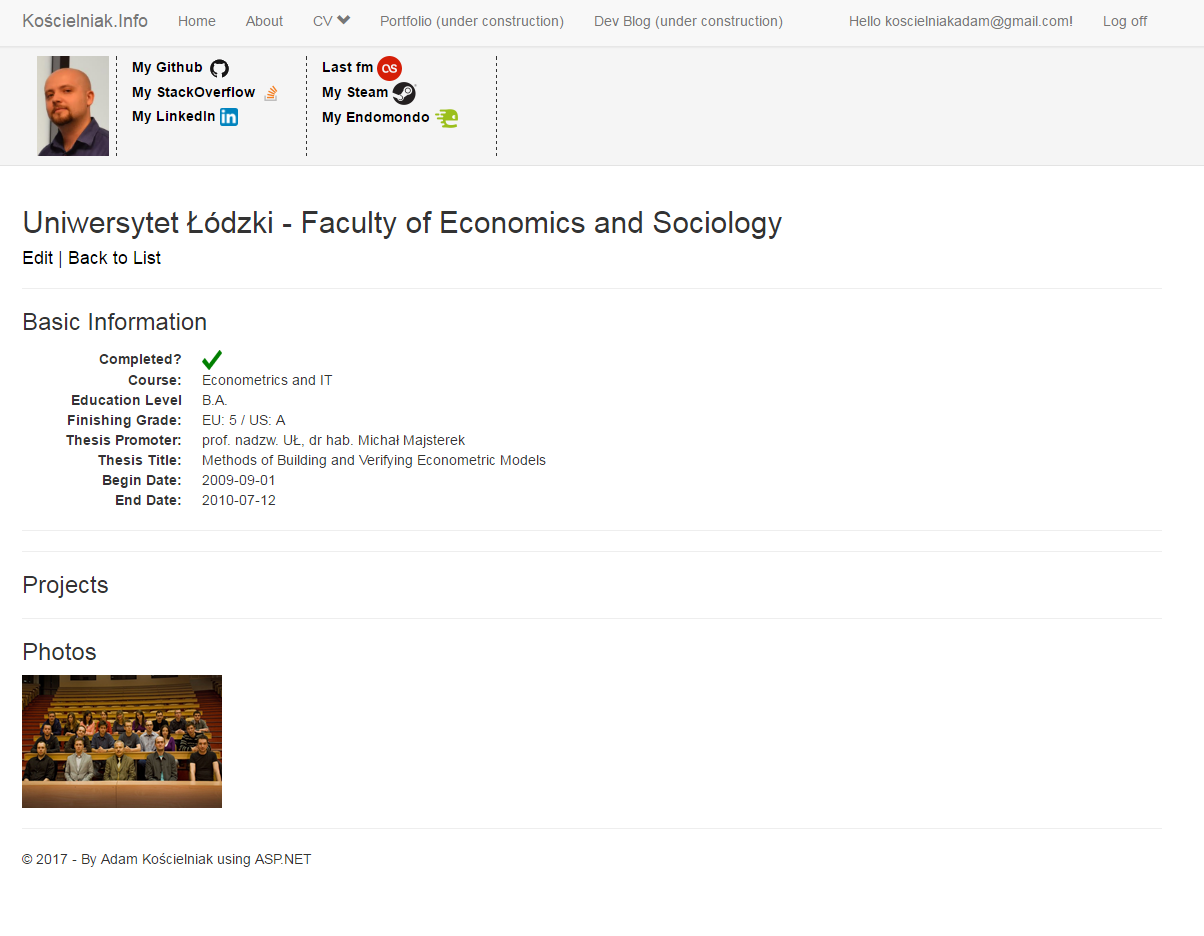 Kościelniak.Info Home About CV Portfolio (under construction) Dev Blog (under construction) Hello koscielniakadam@gmail.com! Log off
My Github
My StackOverflow
My LinkedIn
Last fm
My Steam
My Endomondo
Uniwersytet Łódzki - Faculty of Economics and Sociology
Edit | Back to List
Basic Information
Completed?
Course: Econometrics and IT
Education Level B.A.
Finishing Grade: EU: 5 / US: A
Thesis Promoter: prof. nadzw. UŁ, dr hab. Michał Majsterek
Thesis Title: Methods of Building and Verifying Econometric Models
Begin Date: 2009-09-01
End Date: 2010-07-12
Projects
Photos
© 2017 - By Adam Kościelniak using ASP.NET